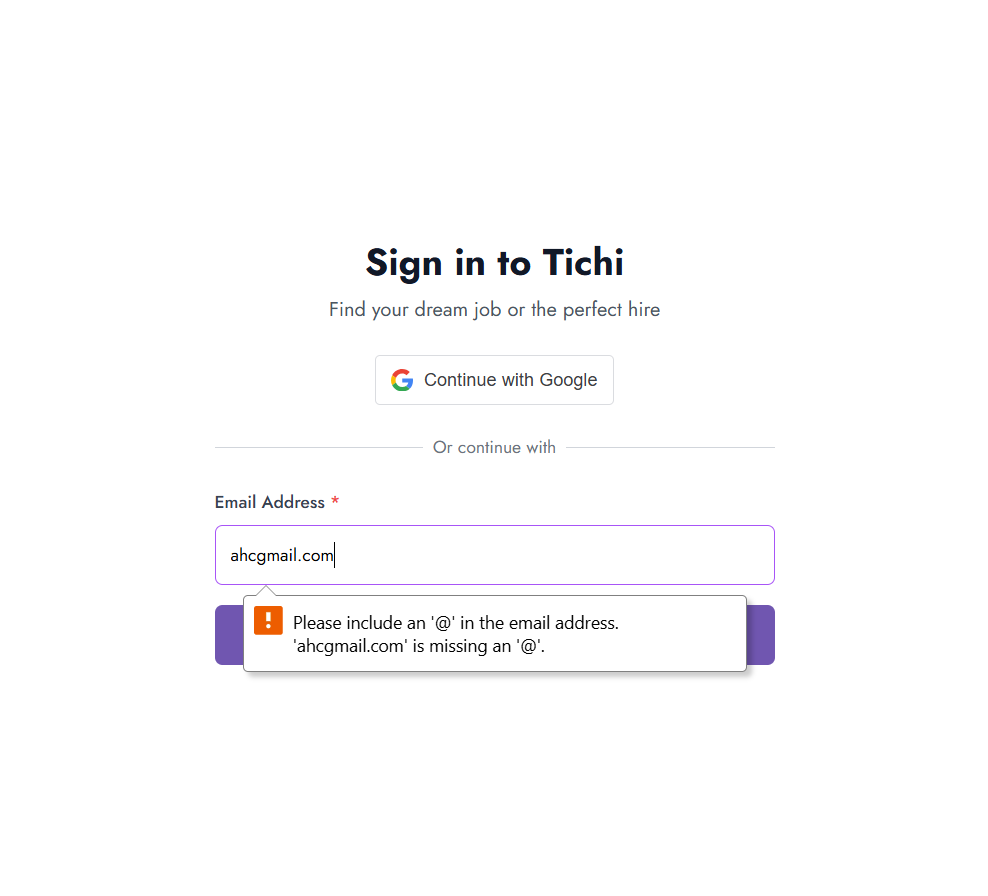 Sign in to Tichi
Find your dream job or the perfect hire
Continue with Google
Or continue with
Email Address *
ahcgmail.com
! Please include an '@' in the email address.
'ahcgmail.com' is missing an '@'.